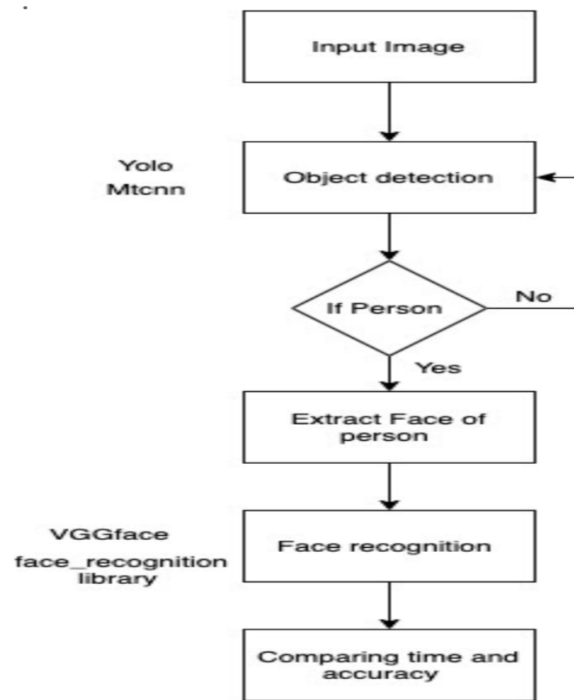 Input Image
Yolo
Mtcnn
Object detection
If Person
No
Yes
Extract Face of
person
VGGface
face_recognition
library
Face recognition
Comparing time and
accuracy